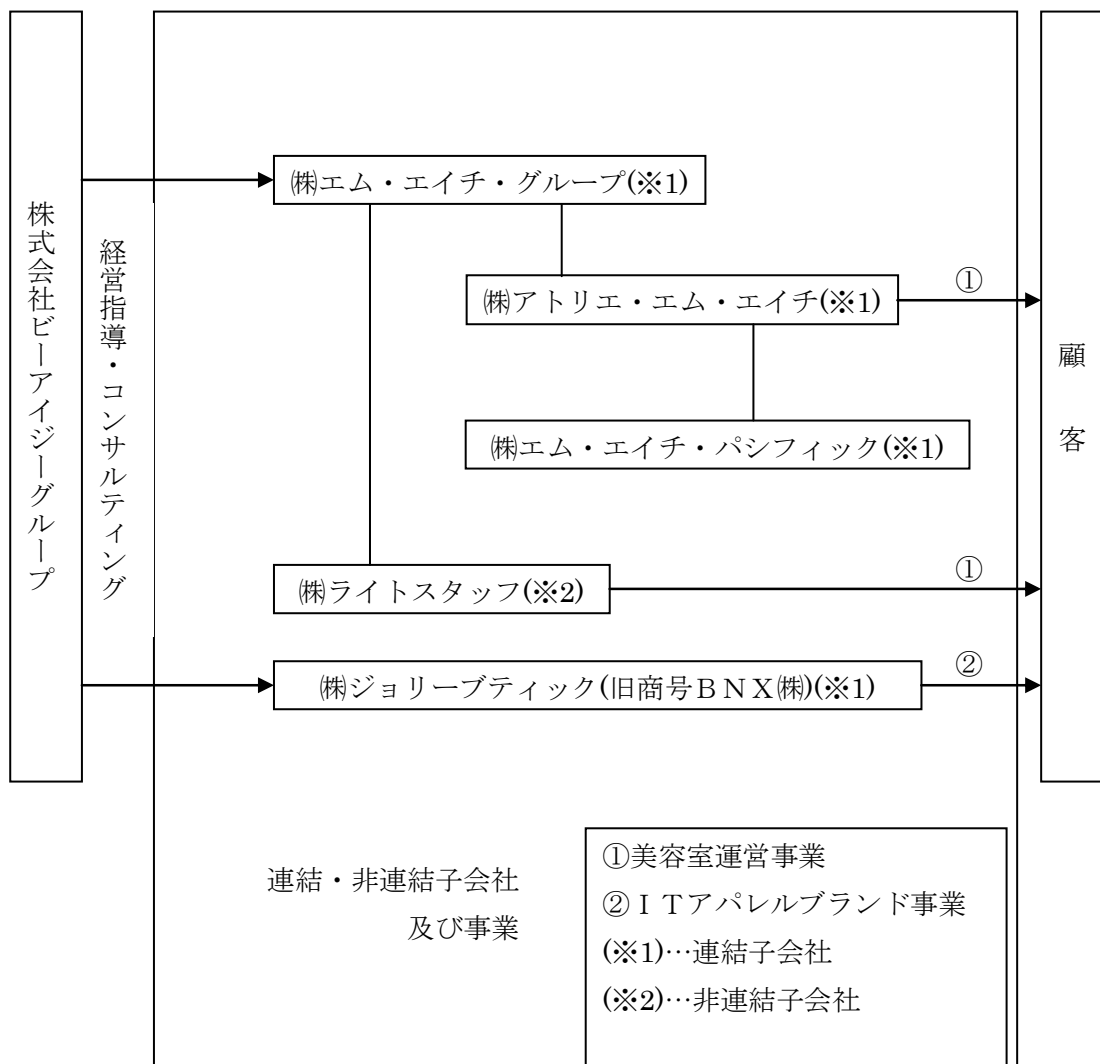 株式会社ビーアイジーグループ
経営指導・コンサルティング
㈱エム・エイチ・グループ(※1)
㈱アトリエ・エム・エイチ(※1)
①
㈱エム・エイチ・パシフィック(※1)
㈱ライトスタッフ(※2)
①
㈱ジョリーブティック(旧商号ＢＮＸ㈱)(※1)
②
顧客
連結・非連結子会社
及び事業
①美容室運営事業
②ＩＴアパレルブランド事業
(※1)…連結子会社
(※2)…非連結子会社